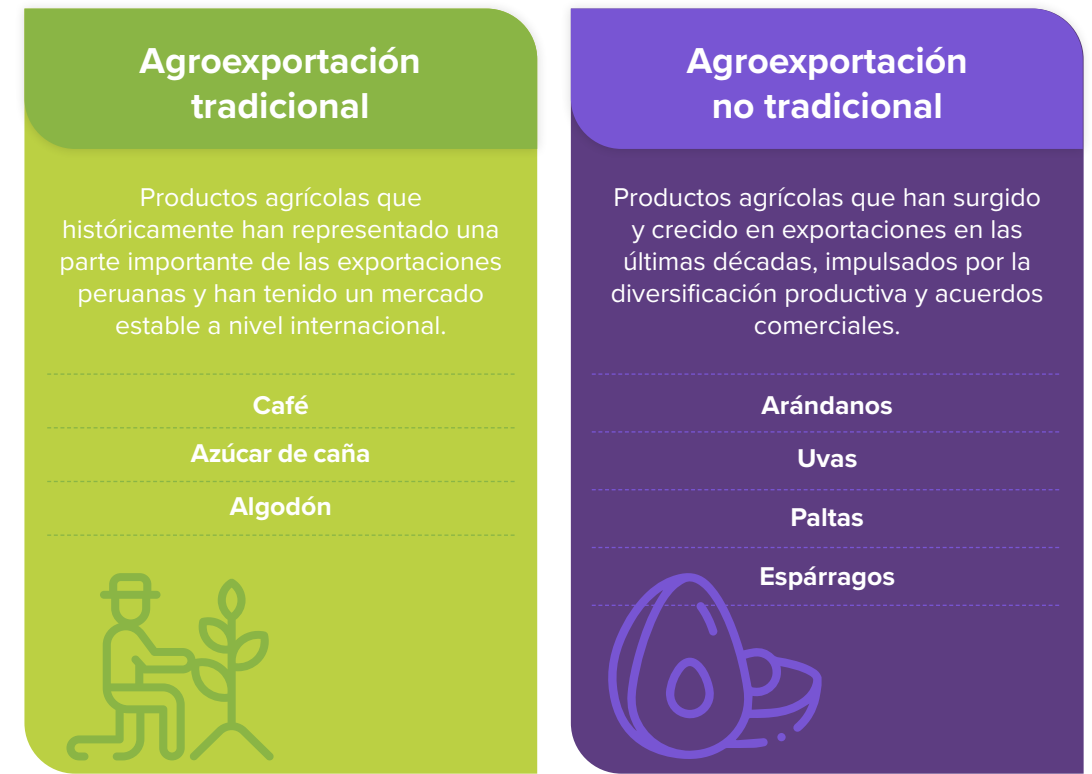 Agroexportación
tradicional
Productos agrícolas que
históricamente han representado una
parte importante de las exportaciones
peruanas y han tenido un mercado
estable a nivel internacional.
Café
Azúcar de caña
Algodón
Agroexportación
no tradicional
Productos agrícolas que han surgido
y crecido en exportaciones en las
últimas décadas, impulsados por la
diversificación productiva y acuerdos
comerciales.
Arándanos
Uvas
Paltas
Espárragos